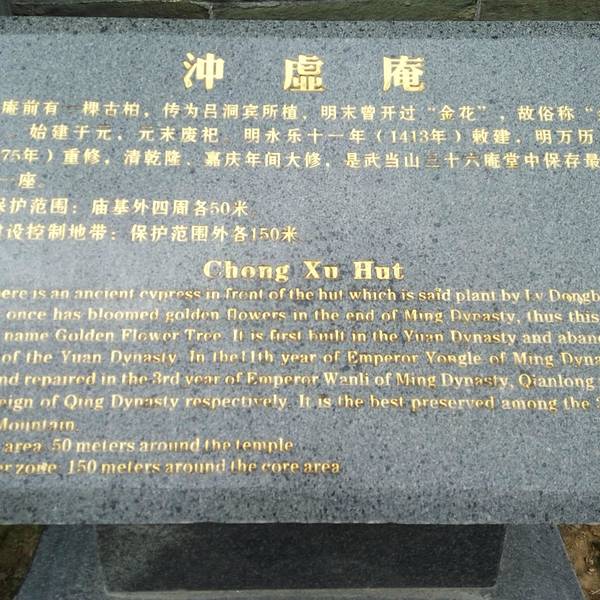 冲虚庵
庵前有一棵古柏，传为吕洞宾所植，明末曾开过“金花”，故俗称“
始建于元，元末废圮。明永乐十一年（1413年）敕建，明万历
75年）重修，清乾隆、嘉庆年间大修，是武当山三十六庵堂中保存最
一座。
保护范围：庙基外四周各50米
建设控制地带：保护范围外各150米
Chong Xu Hut
ere is an ancient cypress in front of the hut which is said plant by Lv Dongb
once has bloomed golden flowers in the end of Ming Dynasty, thus this
name Golden Flower Tree. It is first built in the Yuan Dynasty and aban
of the Yuan Dynasty. In the11th year of Emperor Yongle of Ming Dyna
nd repaired in the 3rd year of Emperor Wanli of Ming Dynasty, Qianlong
eign of Qing Dynasty respectively. It is the best preserved among the
Mountain.
area: 50 meters around the temple
er zone: 150 meters around the core area